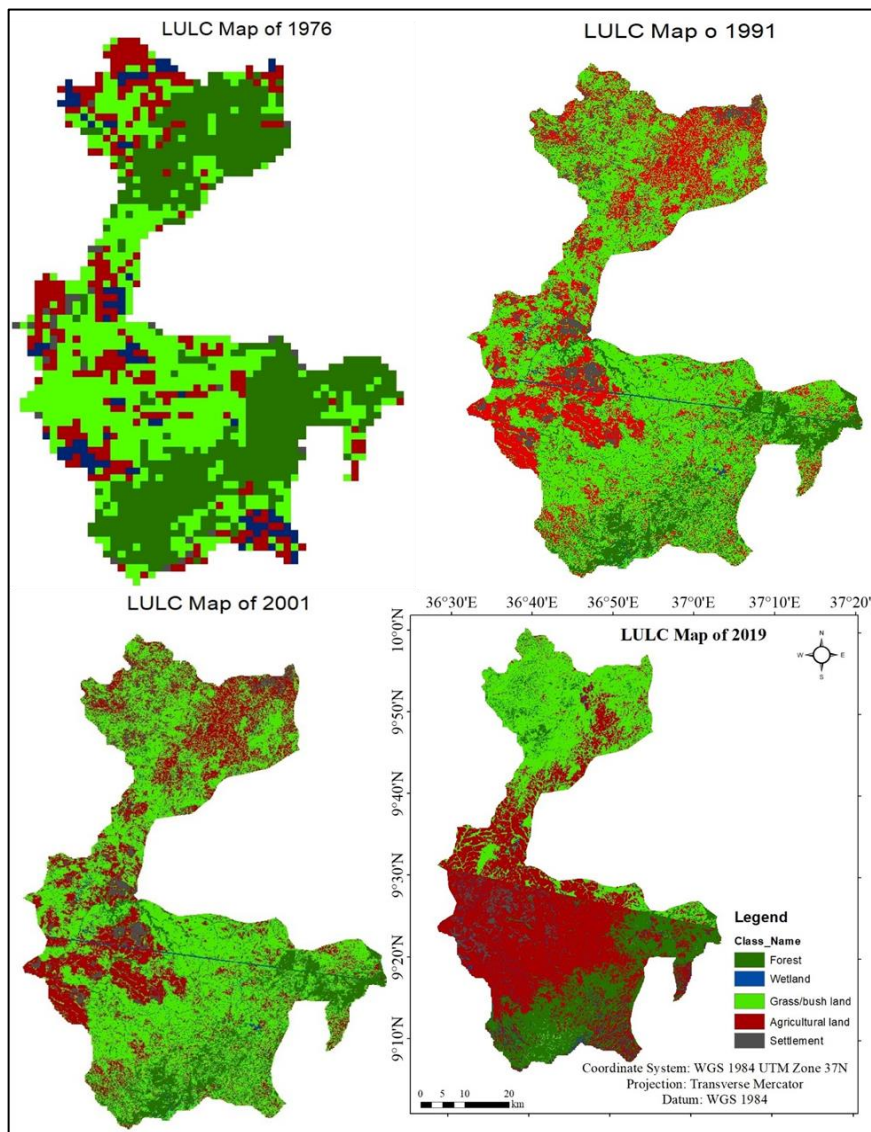 LULC Map of 1976
LULC Map o 1991
LULC Map of 2001
36°30'E 36°40'E 36°50'E 37°0'E 37°10'E 37°20'E
LULC Map of 2019
N
W E
S
10°0'N
9°50'N
9°40'N
9°30'N
9°20'N
9°10'N
Legend
Class_Name
Forest
Wetland
Grass/bush land
Agricultural land
Settlement
Coordinate System: WGS 1984 UTM Zone 37N
Projection: Transverse Mercator
Datum: WGS 1984
0 5 10 20
km